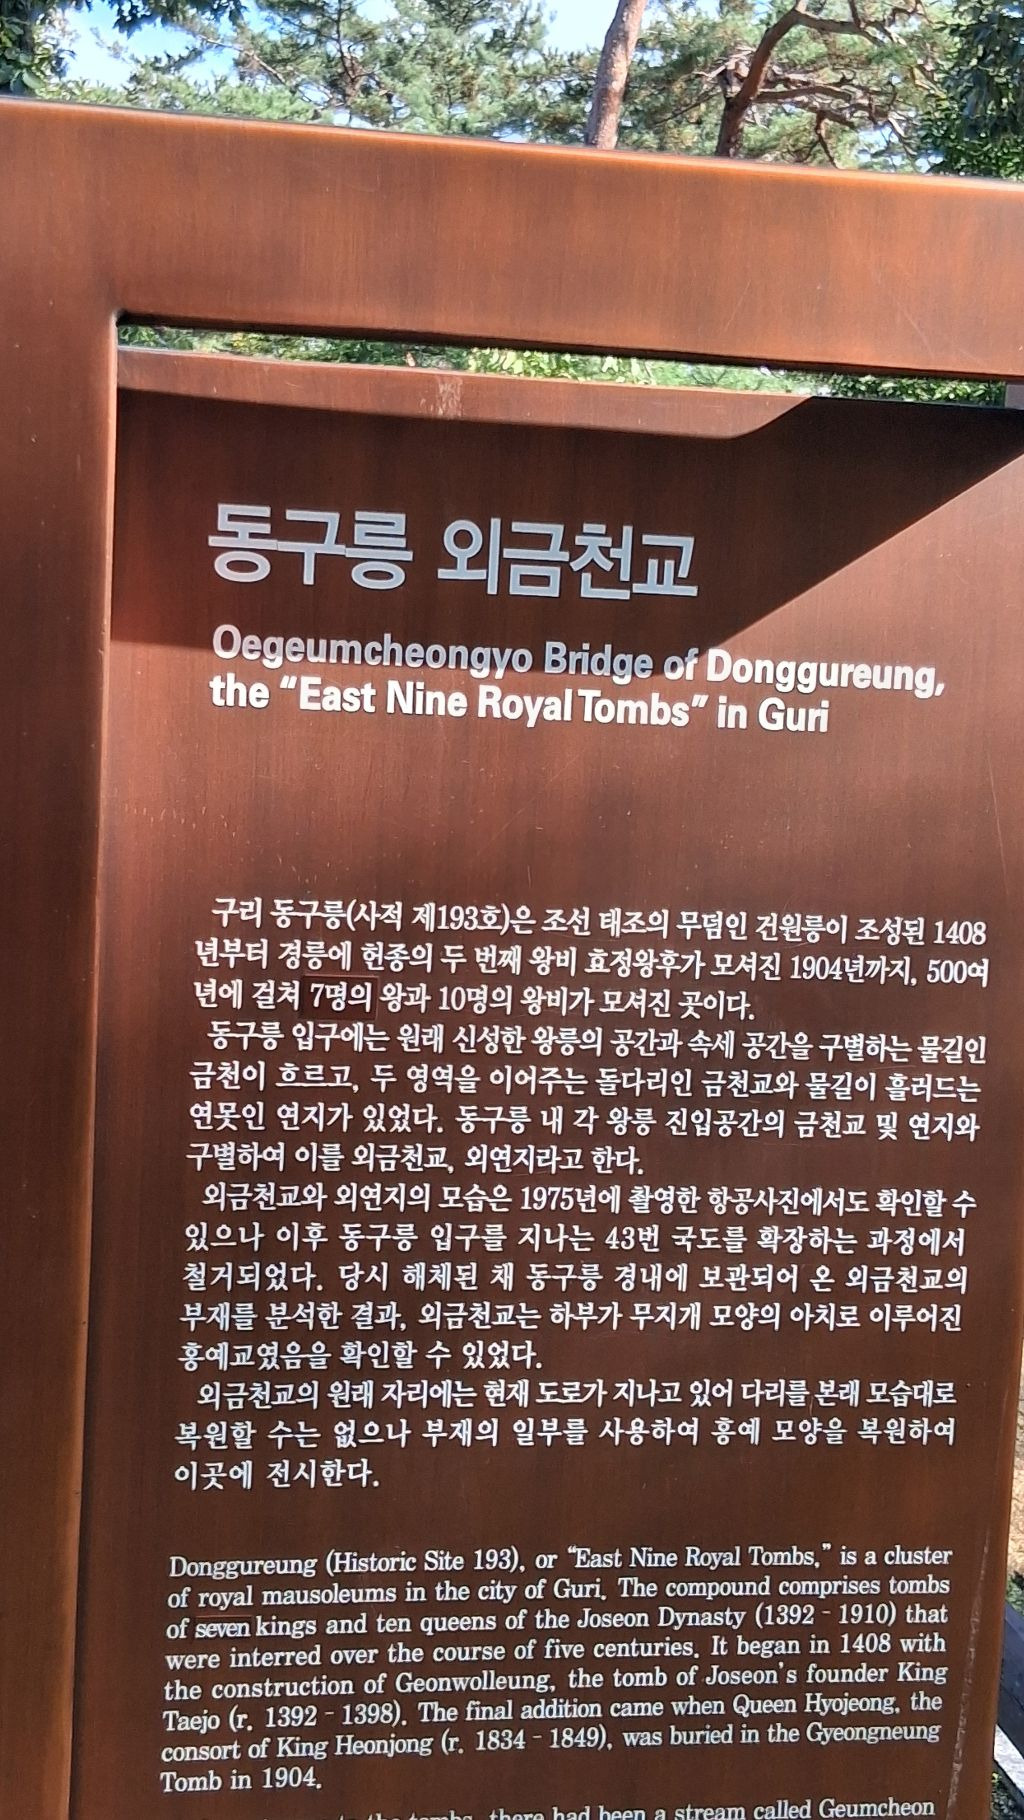 동구릉 외금천교
Oegeumcheongyo Bridge of Donggureung,
the “East Nine Royal Tombs” in Guri
구리 동구릉(사적 제193호)은 조선 태조의 무덤인 건원릉이 조성된 1408
년부터 경릉에 헌종의 두 번째 왕비 효정왕후가 모셔진 1904년까지, 500여
년에 걸쳐 7명의 왕과 10명의 왕비가 모셔진 곳이다.
동구릉 입구에는 원래 신성한 왕릉의 공간과 속세 공간을 구별하는 물길인
금천이 흐르고, 두 영역을 이어주는 돌다리인 금천교와 물길이 흘러드는
연못인 연지가 있었다. 동구릉 내 각 왕릉 진입공간의 금천교 및 연지와
구별하여 이를 외금천교, 외연지라고 한다.
외금천교와 외연지의 모습은 1975년에 촬영한 항공사진에서도 확인할 수
있으나 이후 동구릉 입구를 지나는 43번 국도를 확장하는 과정에서
철거되었다. 당시 해체된 채 동구릉 경내에 보관되어 온 외금천교의
부재를 분석한 결과, 외금천교는 하부가 무지개 모양의 아치로 이루어진
홍예교였음을 확인할 수 있었다.
외금천교의 원래 자리에는 현재 도로가 지나고 있어 다리를 본래 모습대로
복원할 수는 없으나 부재의 일부를 사용하여 홍예 모양을 복원하여
이곳에 전시한다.
Donggureung (Historic Site 193), or “East Nine Royal Tombs,” is a cluster
of royal mausoleums in the city of Guri. The compound comprises tombs
of seven kings and ten queens of the Joseon Dynasty (1392 - 1910) that
were interred over the course of five centuries. It began in 1408 with
the construction of Geonwolleung, the tomb of Joseon's founder King
Taejo (r. 1392 - 1398). The final addition came when Queen Hyojeong, the
consort of King Heonjong (r. 1834 - 1849), was buried in the Gyeongneung
Tomb in 1904.
to the tombs, there had been a stream called Geumcheon